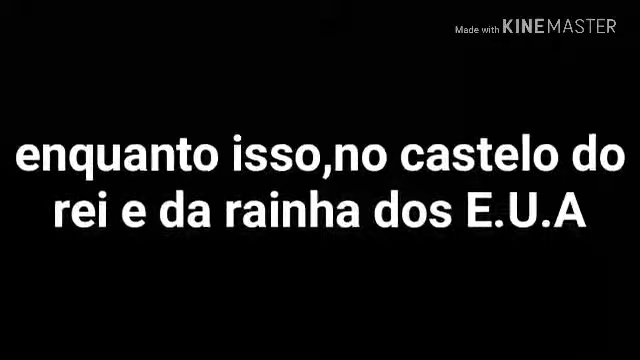 Made with KINEMASTER
enquanto isso,no castelo do
rei e da rainha dos E.U.A